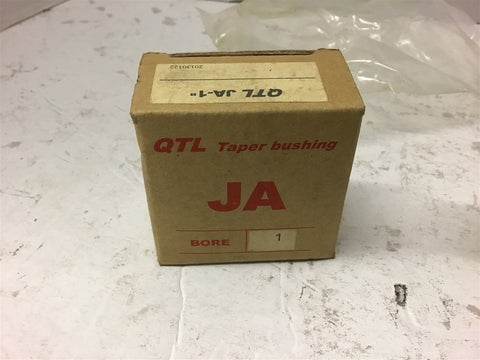 QTL JA-1"
20130122
QTL Taper bushing
JA
BORE 1